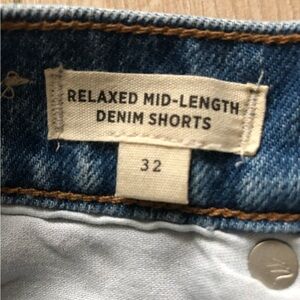 RELAXED MID-LENGTH
DENIM SHORTS
32